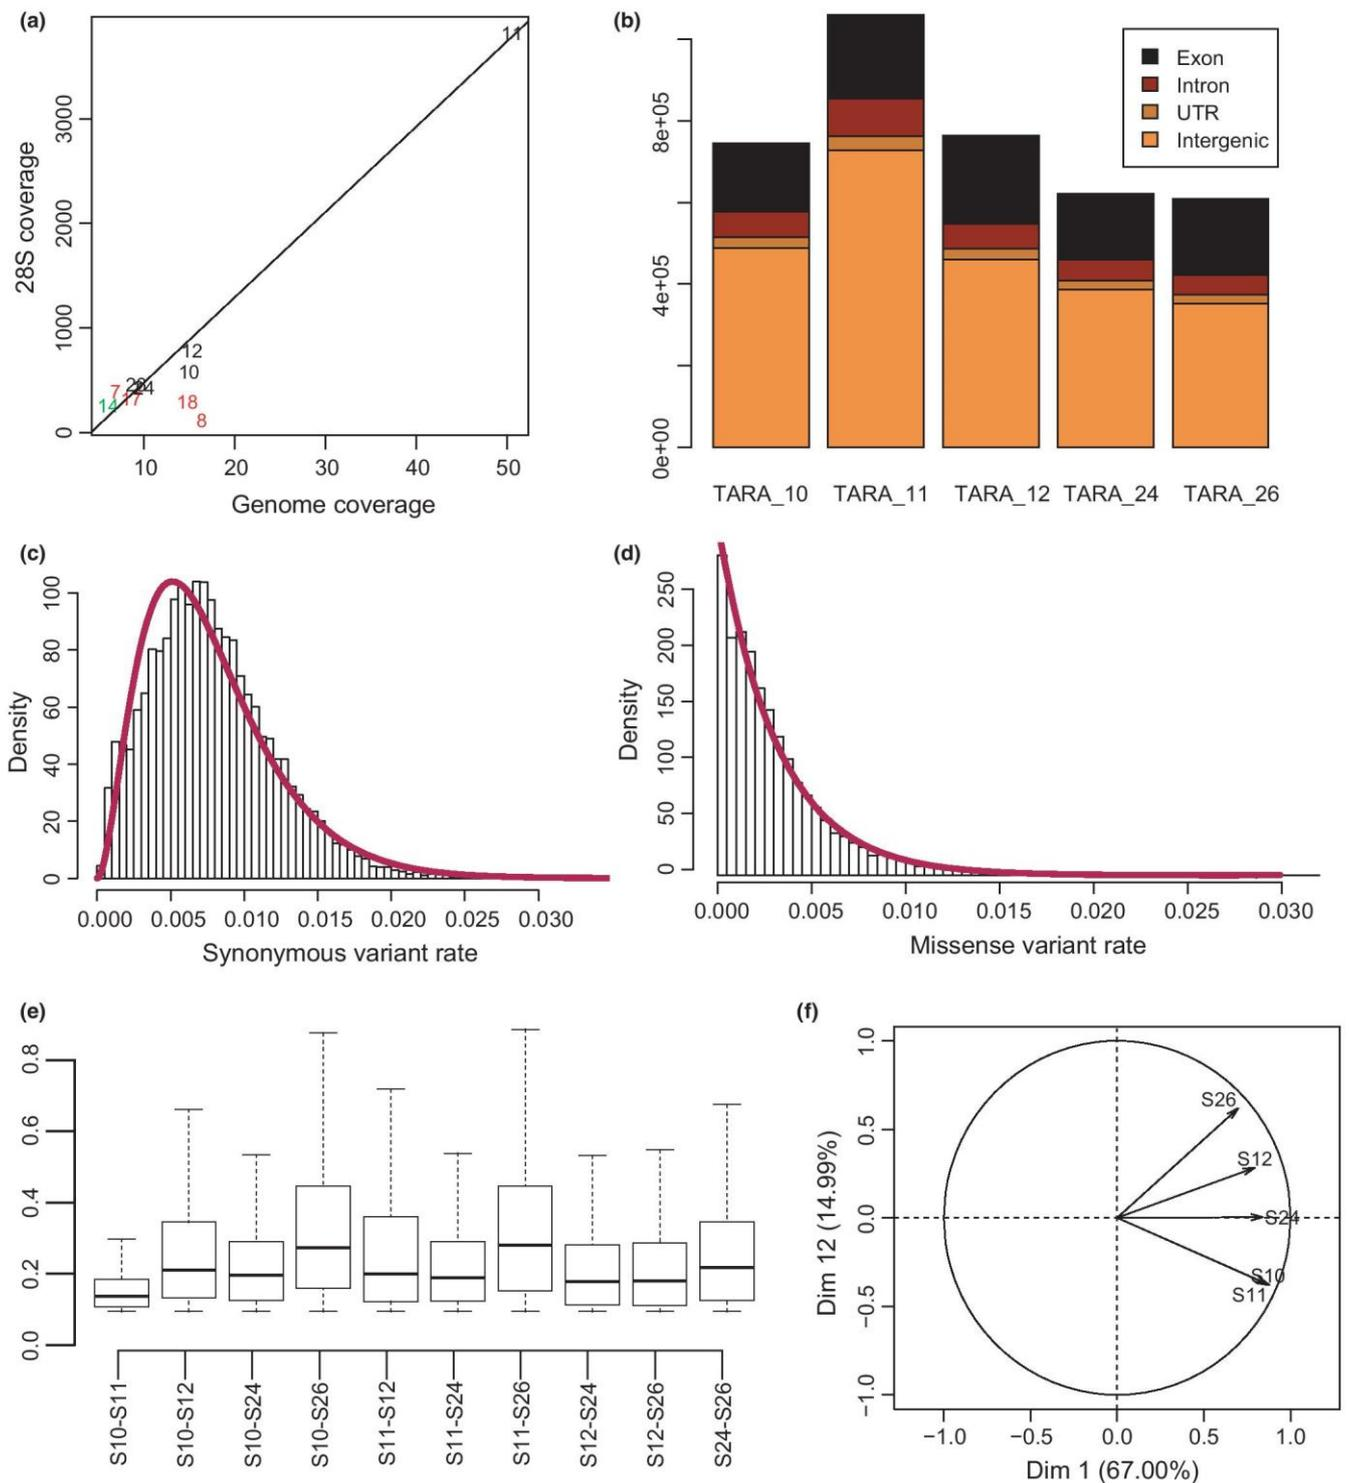 (a)
28S coverage
0
1000
2000
3000
11
12
10
18
8
7
17
14
24
10 20 30 40 50
Genome coverage
(b)
0e+00
4e+05
8e+05
Exon
Intron
UTR
Intergenic
TARA_10 TARA_11 TARA_12 TARA_24 TARA_26
(c)
Density
0
20
40
60
80
100
0.000 0.005 0.010 0.015 0.020 0.025 0.030
Synonymous variant rate
(d)
Density
0
50
100
150
200
250
0.000 0.005 0.010 0.015 0.020 0.025 0.030
Missense variant rate
(e)
0.0
0.2
0.4
0.6
0.8
S10-S11
S10-S12
S10-S24
S10-S26
S11-S12
S11-S24
S11-S26
S12-S24
S12-S26
S24-S26
(f)
Dim 12 (14.99%)
1.0
0.5
0.0
−0.5
−1.0
S26
S12
S24
S10
S11
−1.0 −0.5 0.0 0.5 1.0
Dim 1 (67.00%)